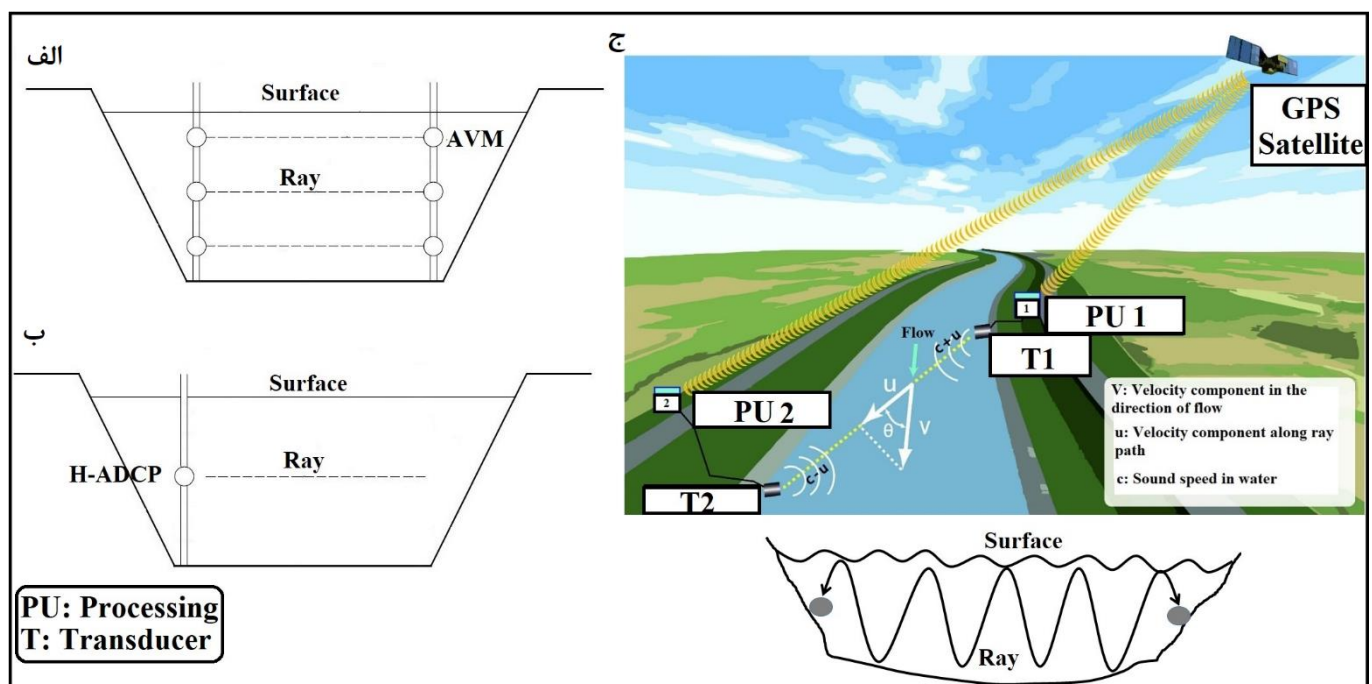 الف
Surface
AVM
Ray
ب
Surface
H-ADCP
Ray
PU: Processing
T: Transducer
ج
GPS
Satellite
1
PU 1
T1
Flow
c+u
u
θ
V
2
PU 2
c-u
T2
V: Velocity component in the
direction of flow
u: Velocity component along ray
path
c: Sound speed in water
Surface
Ray